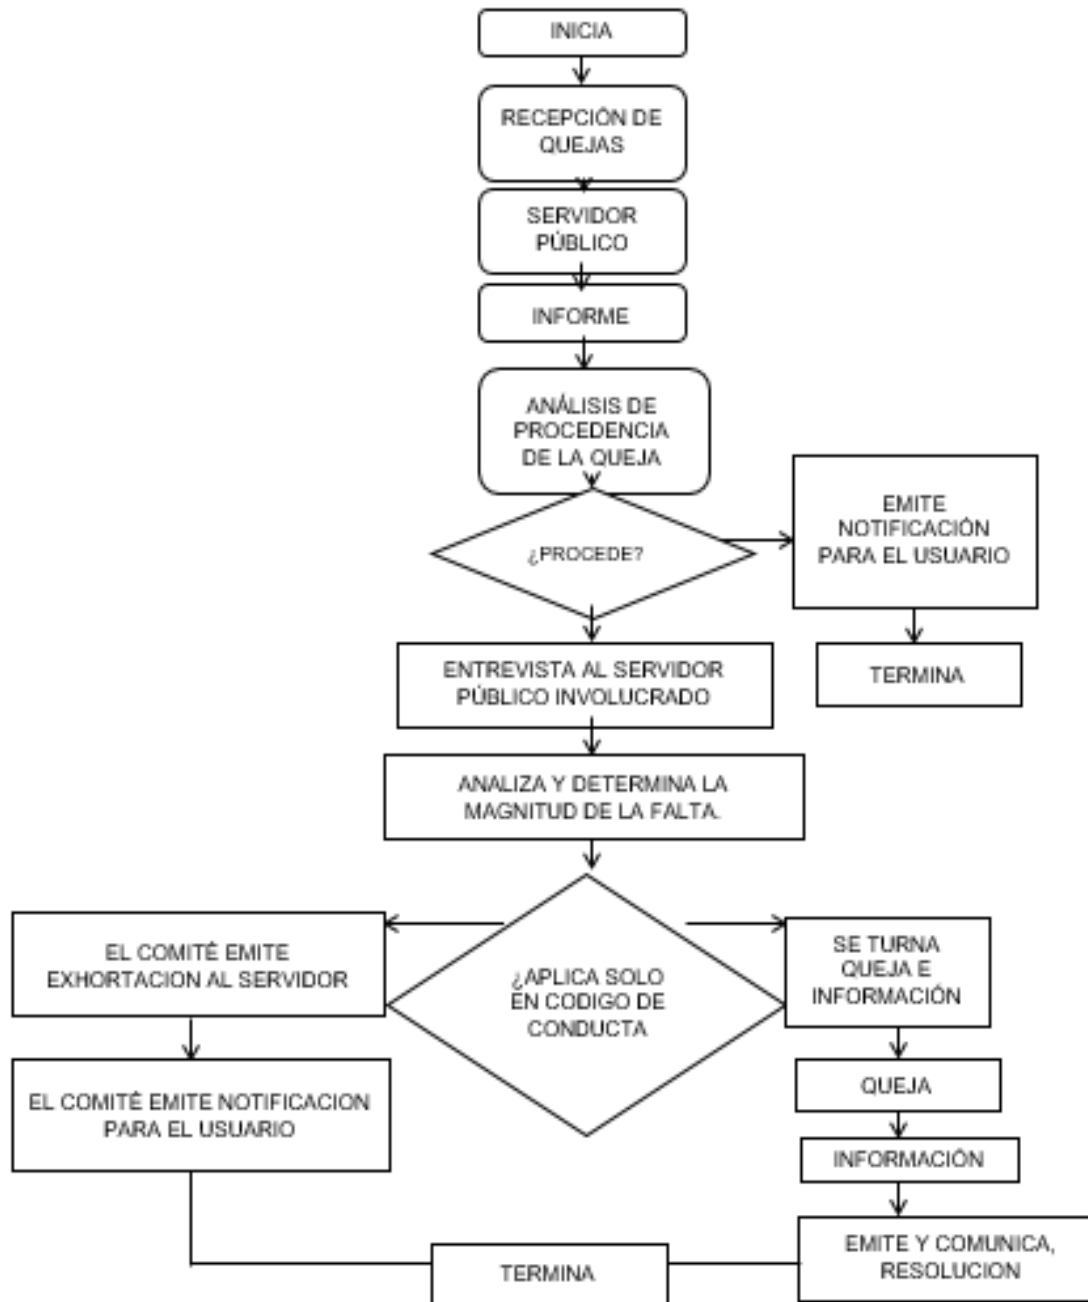 INICIA
RECEPCIÓN DE
QUEJAS
SERVIDOR
PÚBLICO
INFORME
ANÁLISIS DE
PROCEDENCIA
DE LA QUEJA
¿PROCEDE?
EMITE
NOTIFICACIÓN
PARA EL USUARIO
TERMINA
ENTREVISTA AL SERVIDOR
PÚBLICO INVOLUCRADO
ANALIZA Y DETERMINA LA
MAGNITUD DE LA FALTA.
¿APLICA SOLO
EN CODIGO DE
CONDUCTA
EL COMITÉ EMITE
EXHORTACION AL SERVIDOR
EL COMITÉ EMITE NOTIFICACION
PARA EL USUARIO
SE TURNA
QUEJA E
INFORMACIÓN
QUEJA
INFORMACIÓN
EMITE Y COMUNICA,
RESOLUCION
TERMINA